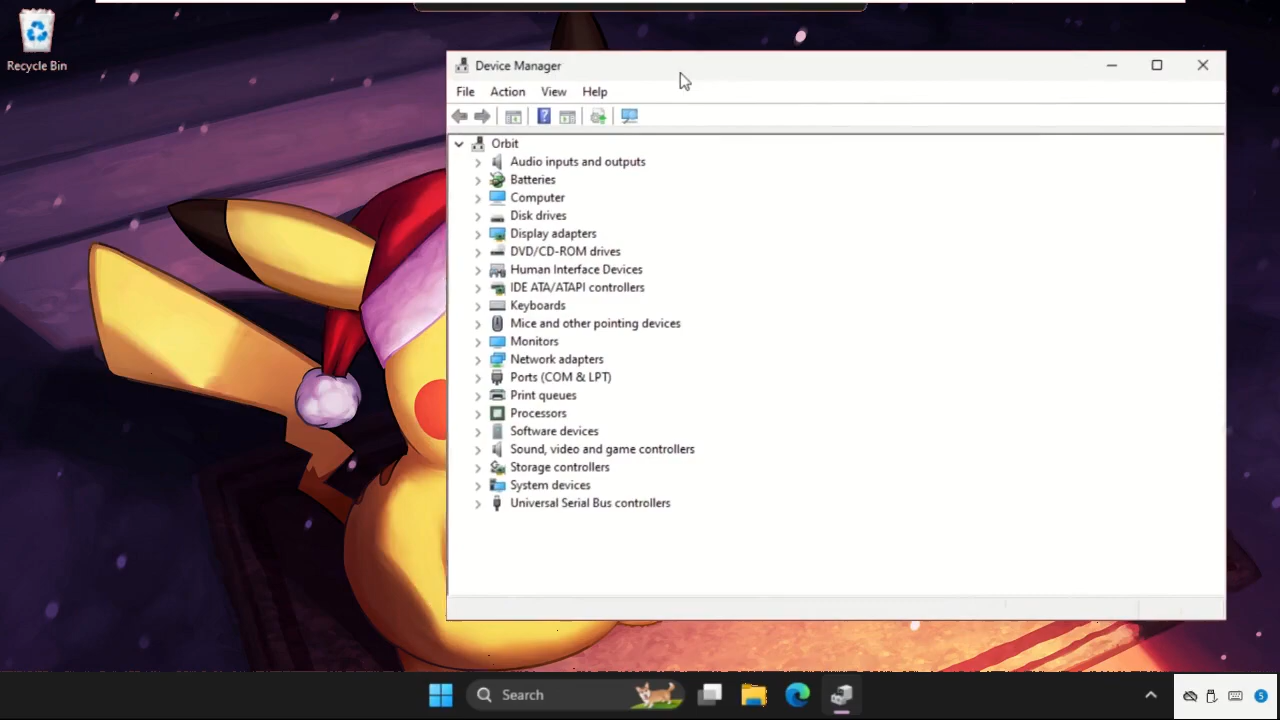 Recycle Bin
Device Manager
File Action View Help
Orbit
Audio inputs and outputs
Batteries
Computer
Disk drives
Display adapters
DVD/CD-ROM drives
Human Interface Devices
IDE ATA/ATAPI controllers
Keyboards
Mice and other pointing devices
Monitors
Network adapters
Ports (COM & LPT)
Print queues
Processors
Software devices
Sound, video and game controllers
Storage controllers
System devices
Universal Serial Bus controllers
Search
5